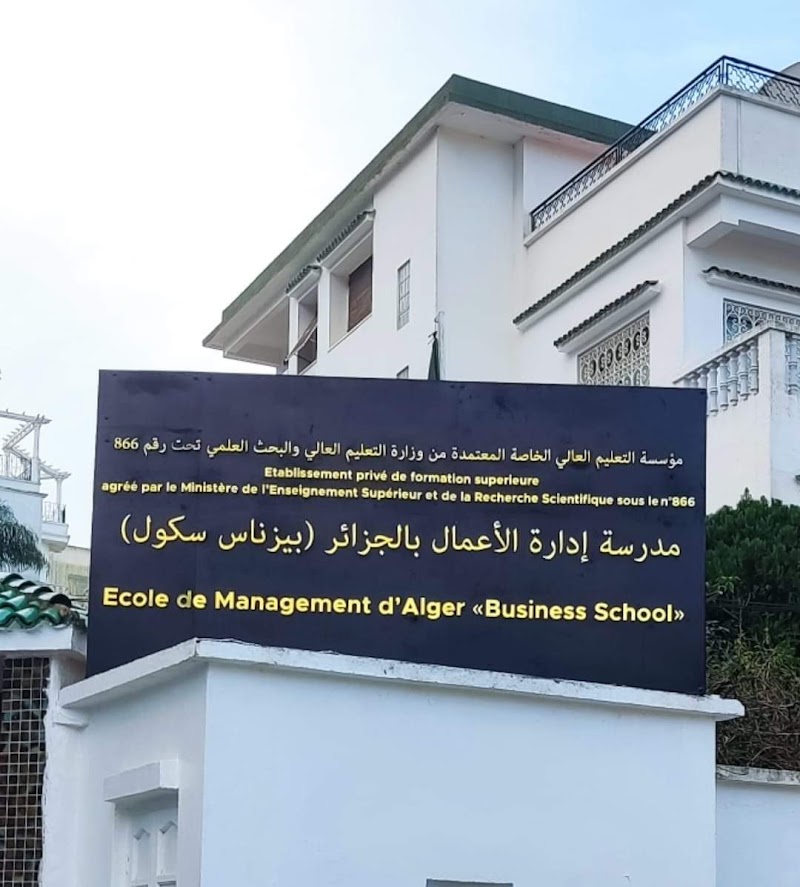 مؤسسة التعليم العالي الخاصة المعتمدة من وزارة التعليم العالي والبحث العلمي تحت رقم 866
Etablissement privé de formation superieure
agréé par le Ministère de l'Enseignement Supérieur et de la Recherche Scientifique sous le n°866
مدرسة إدارة الأعمال بالجزائر (بيزناس سكول)
Ecole de Management d'Alger «Business School»